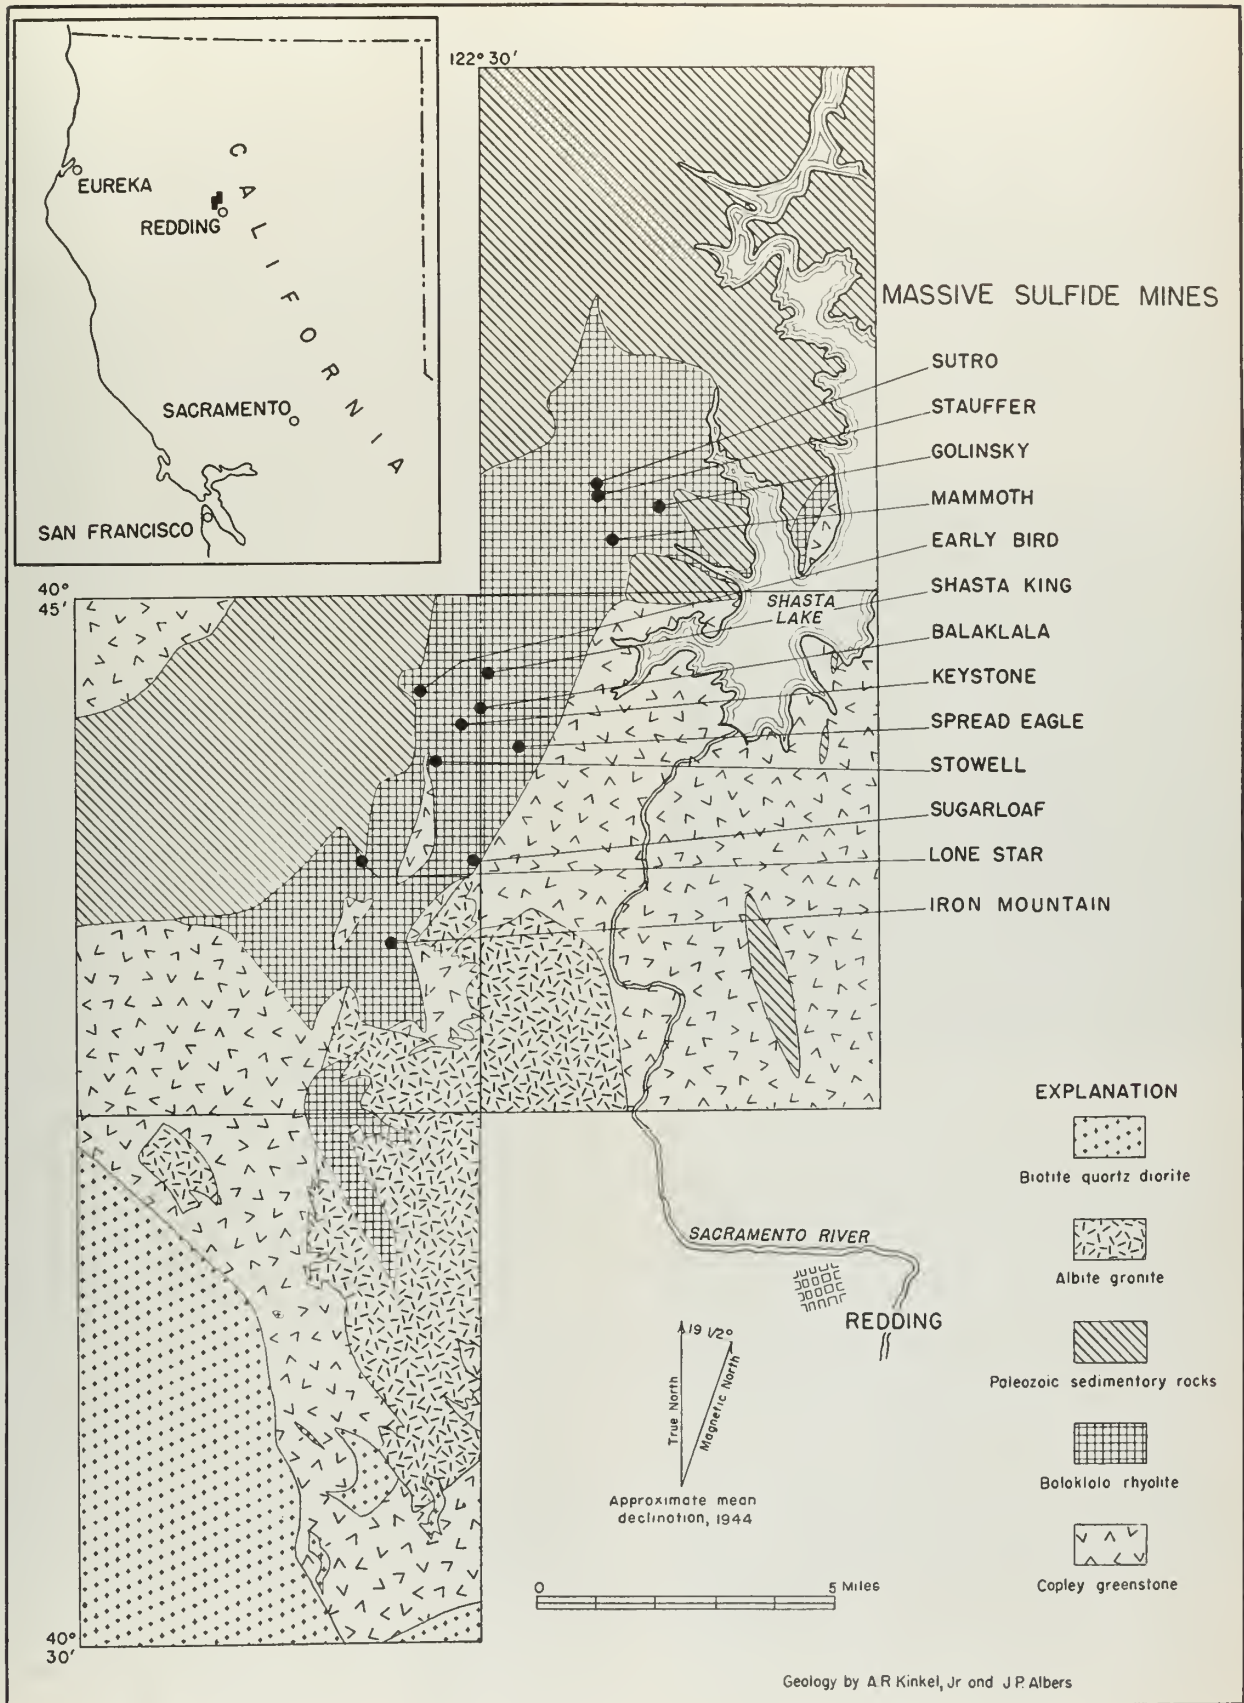 122° 30'
EUREKA
REDDING
CALIFORNIA
SACRAMENTO
SAN FRANCISCO
MASSIVE SULFIDE MINES
SUTRO
STAUFFER
GOLINSKY
MAMMOTH
EARLY BIRD
SHASTA KING
BALAKLALA
KEYSTONE
SPREAD EAGLE
STOWELL
SUGARLOAF
LONE STAR
IRON MOUNTAIN
40°
45'
SHASTA
LAKE
SACRAMENTO RIVER
REDDING
19 1/2°
True North
Magnetic North
Approximate mean
declination, 1944
0 5 Miles
EXPLANATION
Biotite quartz diorite
Albite gronite
Paleozoic sedimentory rocks
Boloklolo rhyolite
Copley greenstone
40°
30'
Geology by A.R Kinkel, Jr and J P. Albers